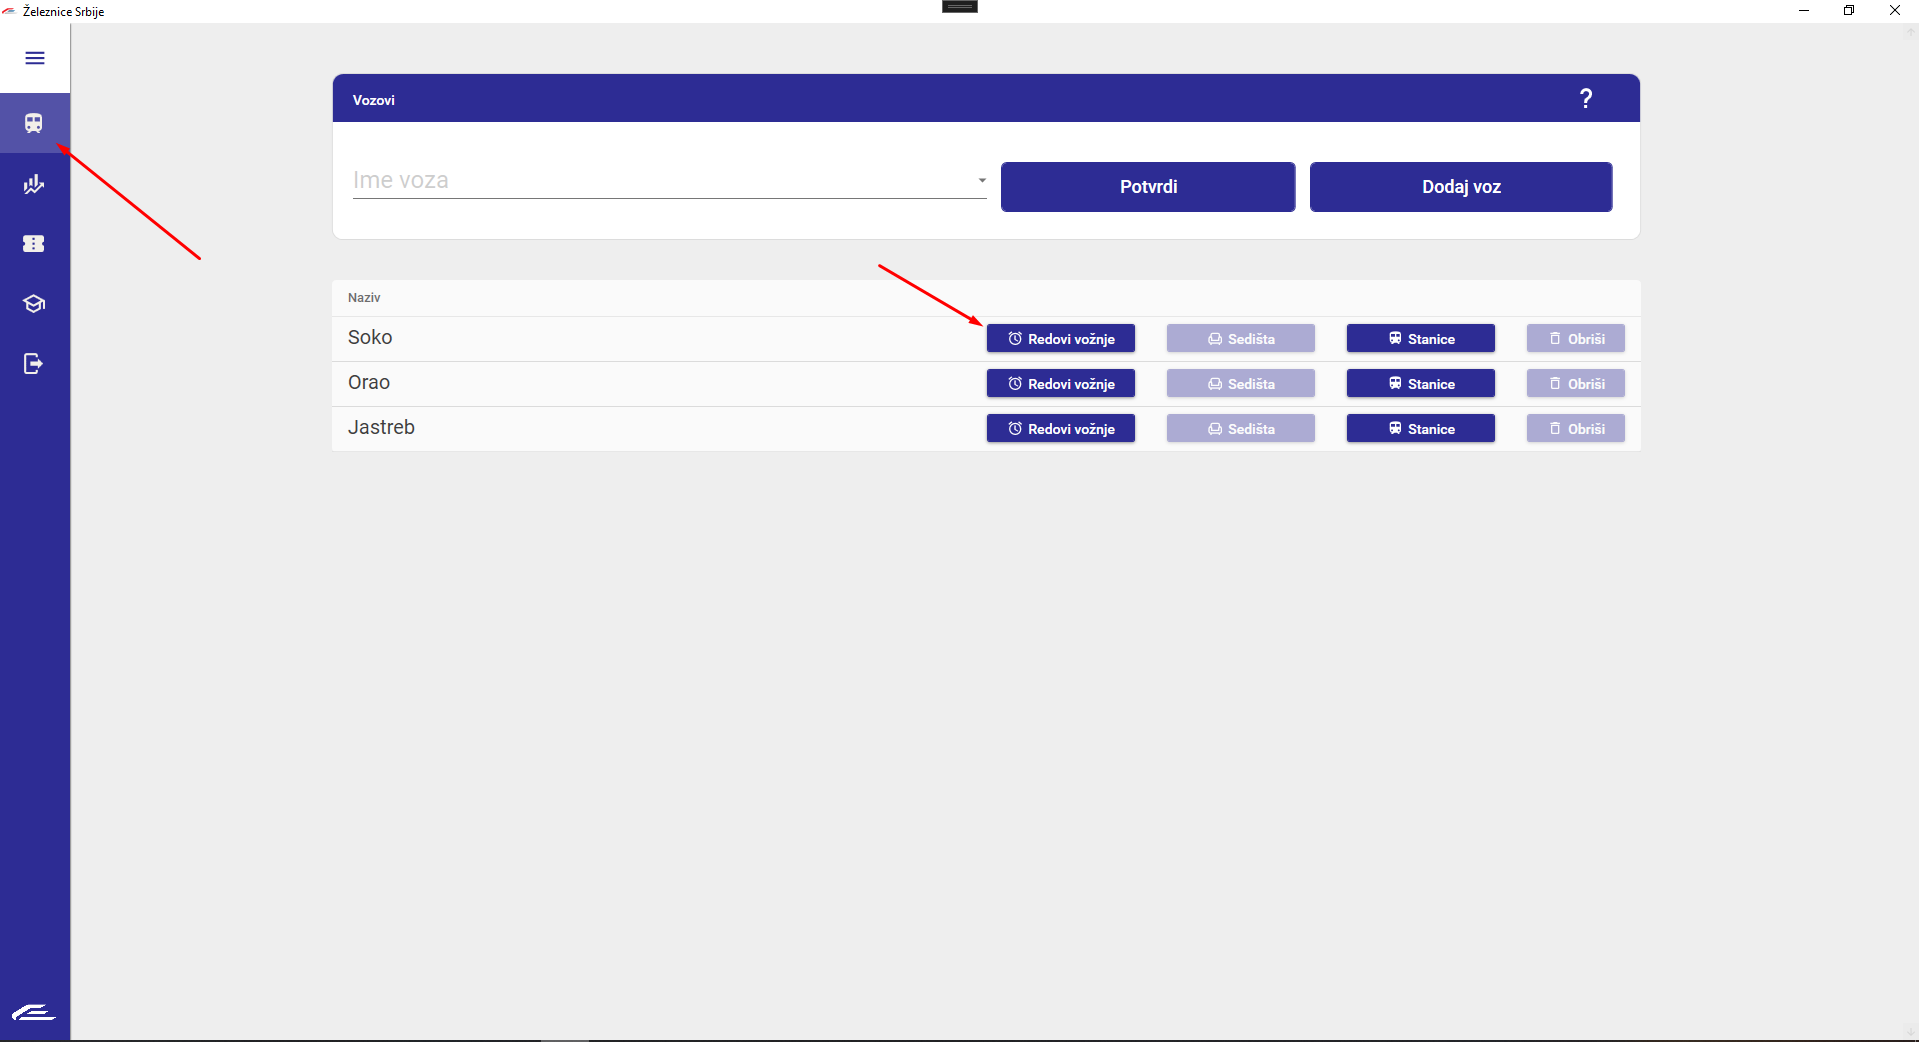 Železnice Srbije
Vozovi ?
Ime voza Potvrdi Dodaj voz
Naziv
Soko Redovi vožnje Sedišta Stanice Obriši
Orao Redovi vožnje Sedišta Stanice Obriši
Jastreb Redovi vožnje Sedišta Stanice Obriši